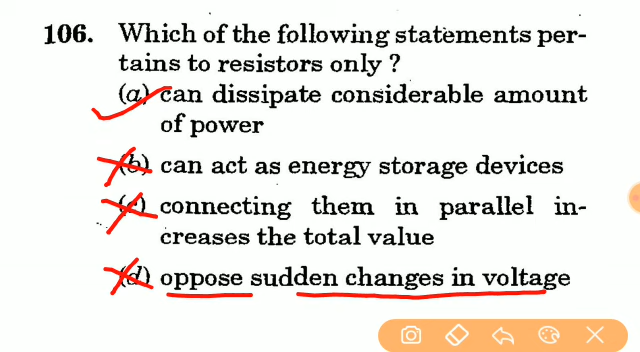 106. Which of the following statements per-
tains to resistors only ?
(a) can dissipate considerable amount
of power
(b) can act as energy storage devices
(c) connecting them in parallel in-
creases the total value
(d) oppose sudden changes in voltage